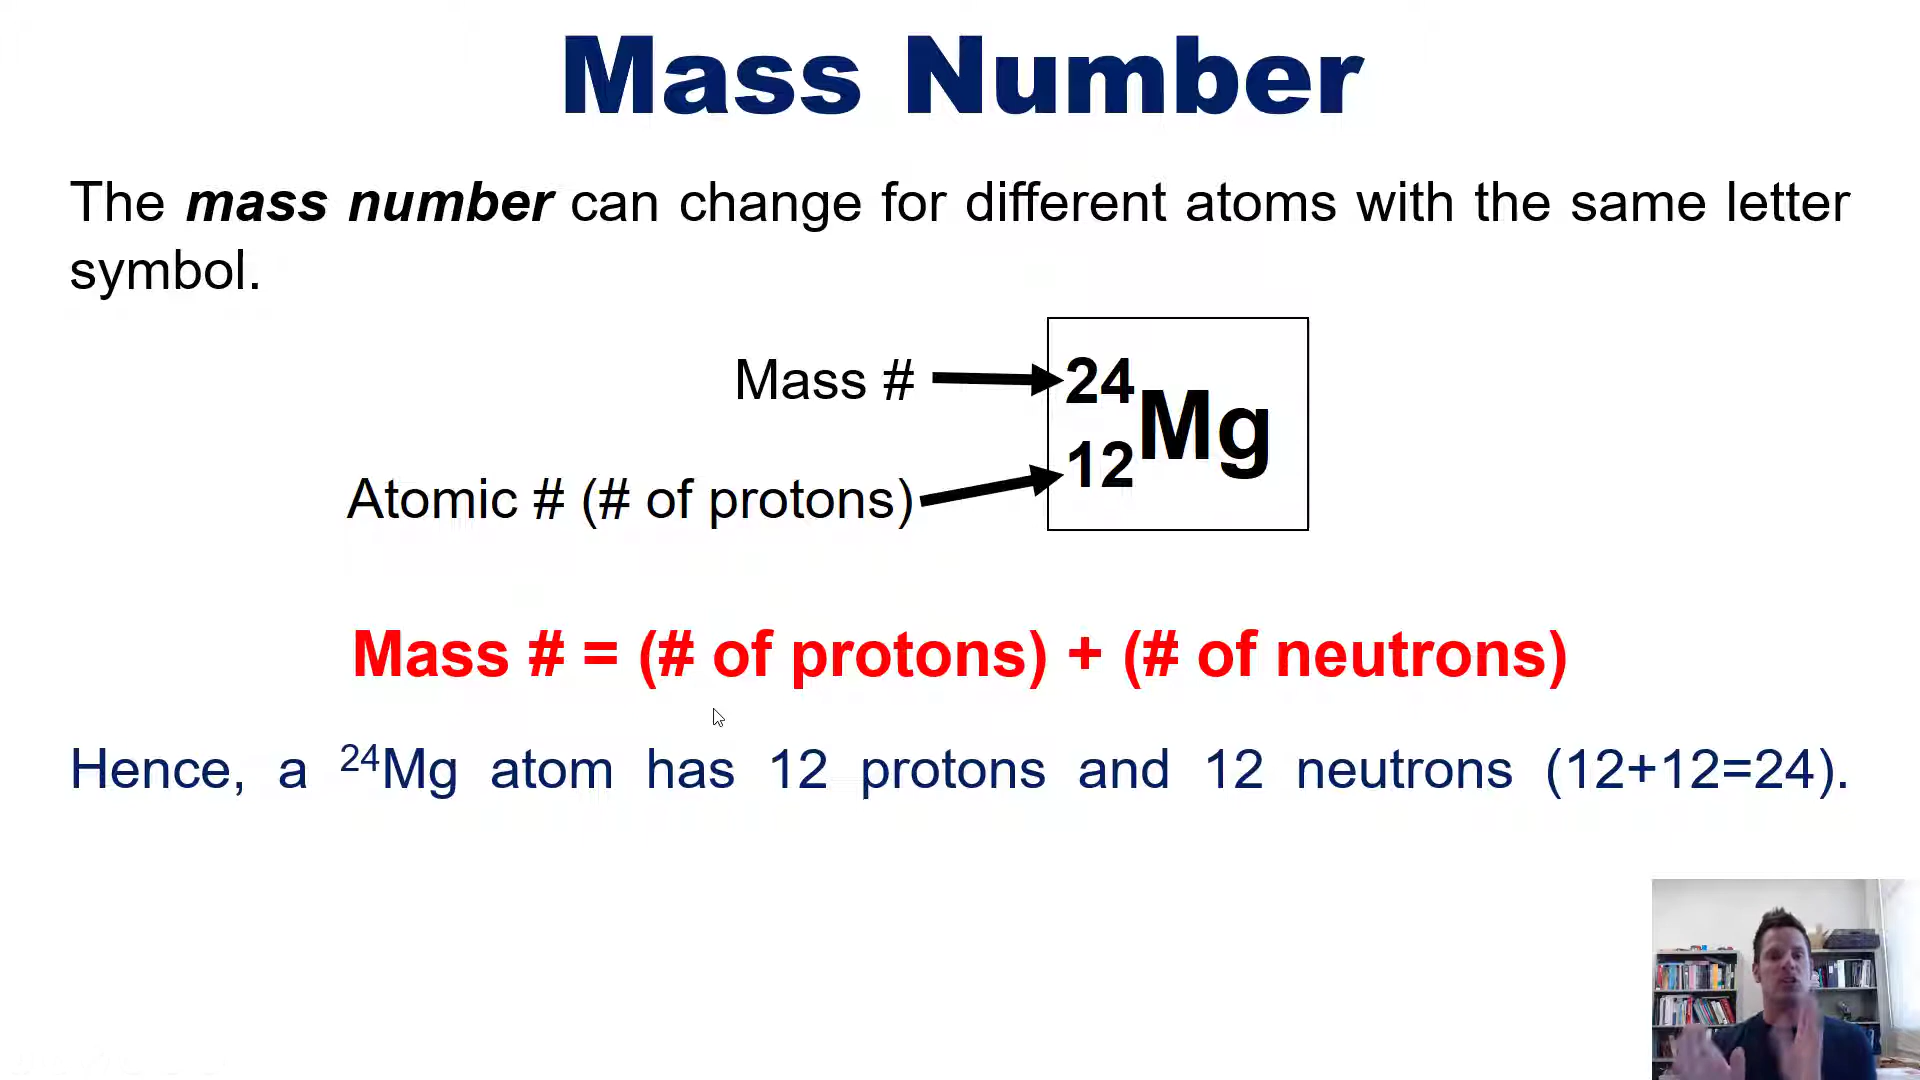 Mass Number
The mass number can change for different atoms with the same letter
symbol.
Mass #
24
Mg
12
Atomic # (# of protons)
Mass # = (# of protons) + (# of neutrons)
Hence, a ²⁴Mg atom has 12 protons and 12 neutrons (12+12=24).